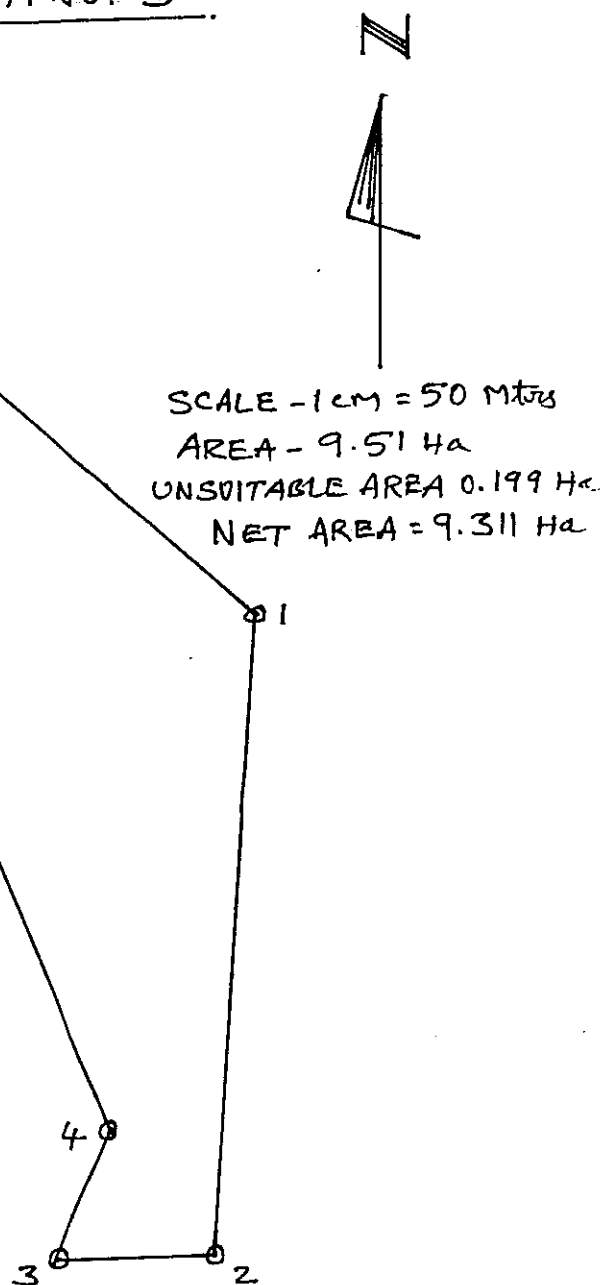 N
SCALE - 1 cm = 50 Mtrs
AREA - 9.51 Ha
UNSUITABLE AREA 0.199 Ha
NET AREA = 9.311 Ha
1
4
3
2